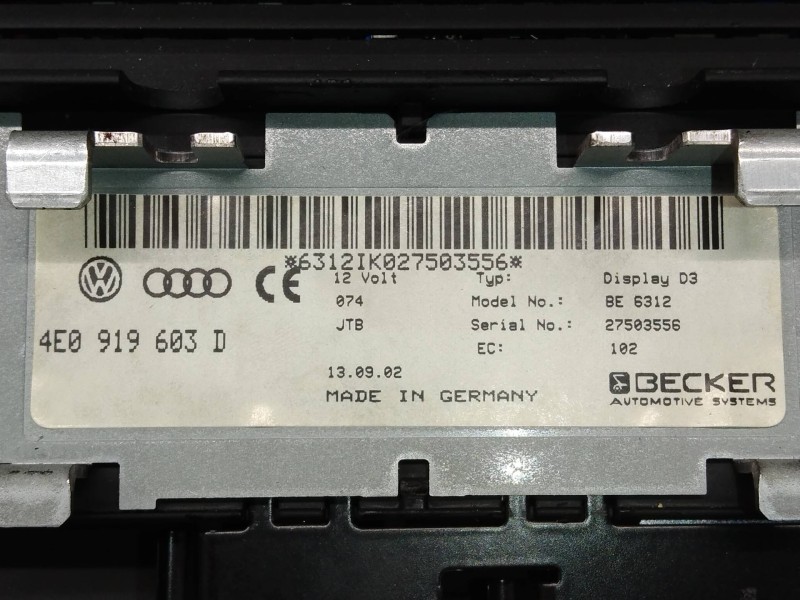 *6312IK027503556*
12 Volt Typ: Display D3
074 Model No.: BE 6312
JTB Serial No.: 27503556
EC: 102
4E0 919 603 D
13.09.02
MADE IN GERMANY
BECKER
AUTOMOTIVE SYSTEMS